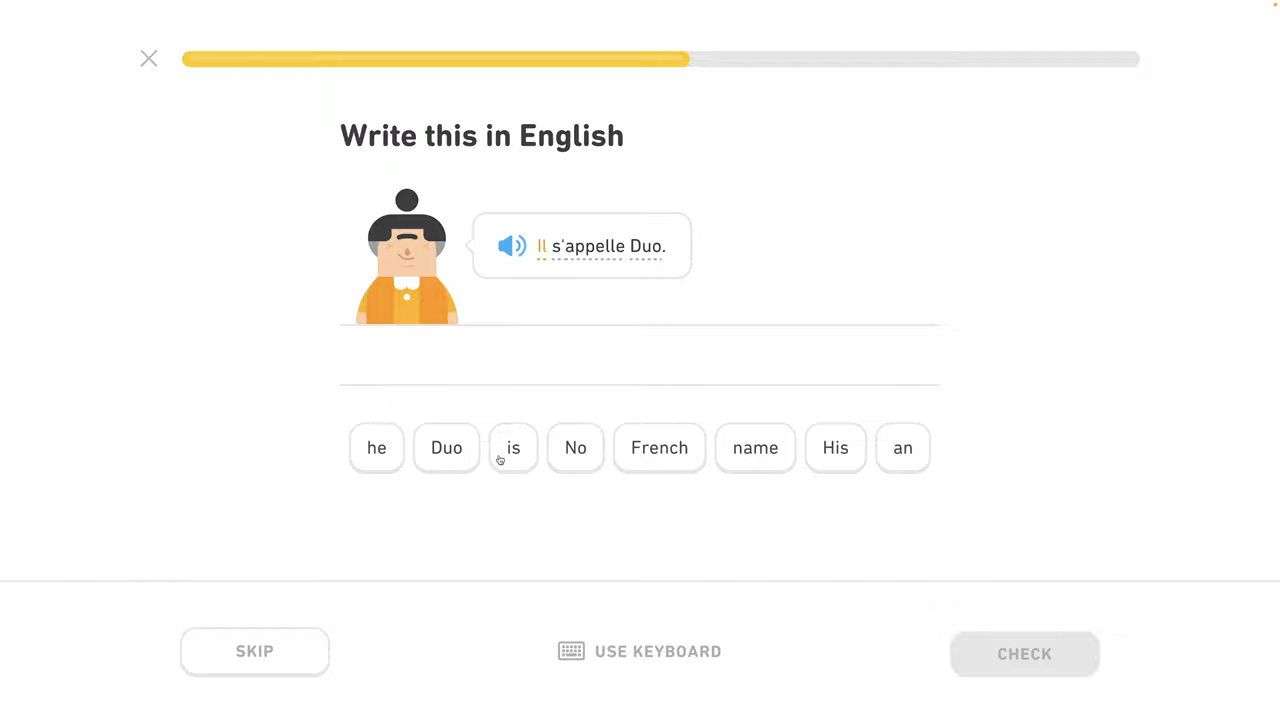 Write this in English
Il s'appelle Duo.
he Duo is No French name His an
SKIP USE KEYBOARD CHECK